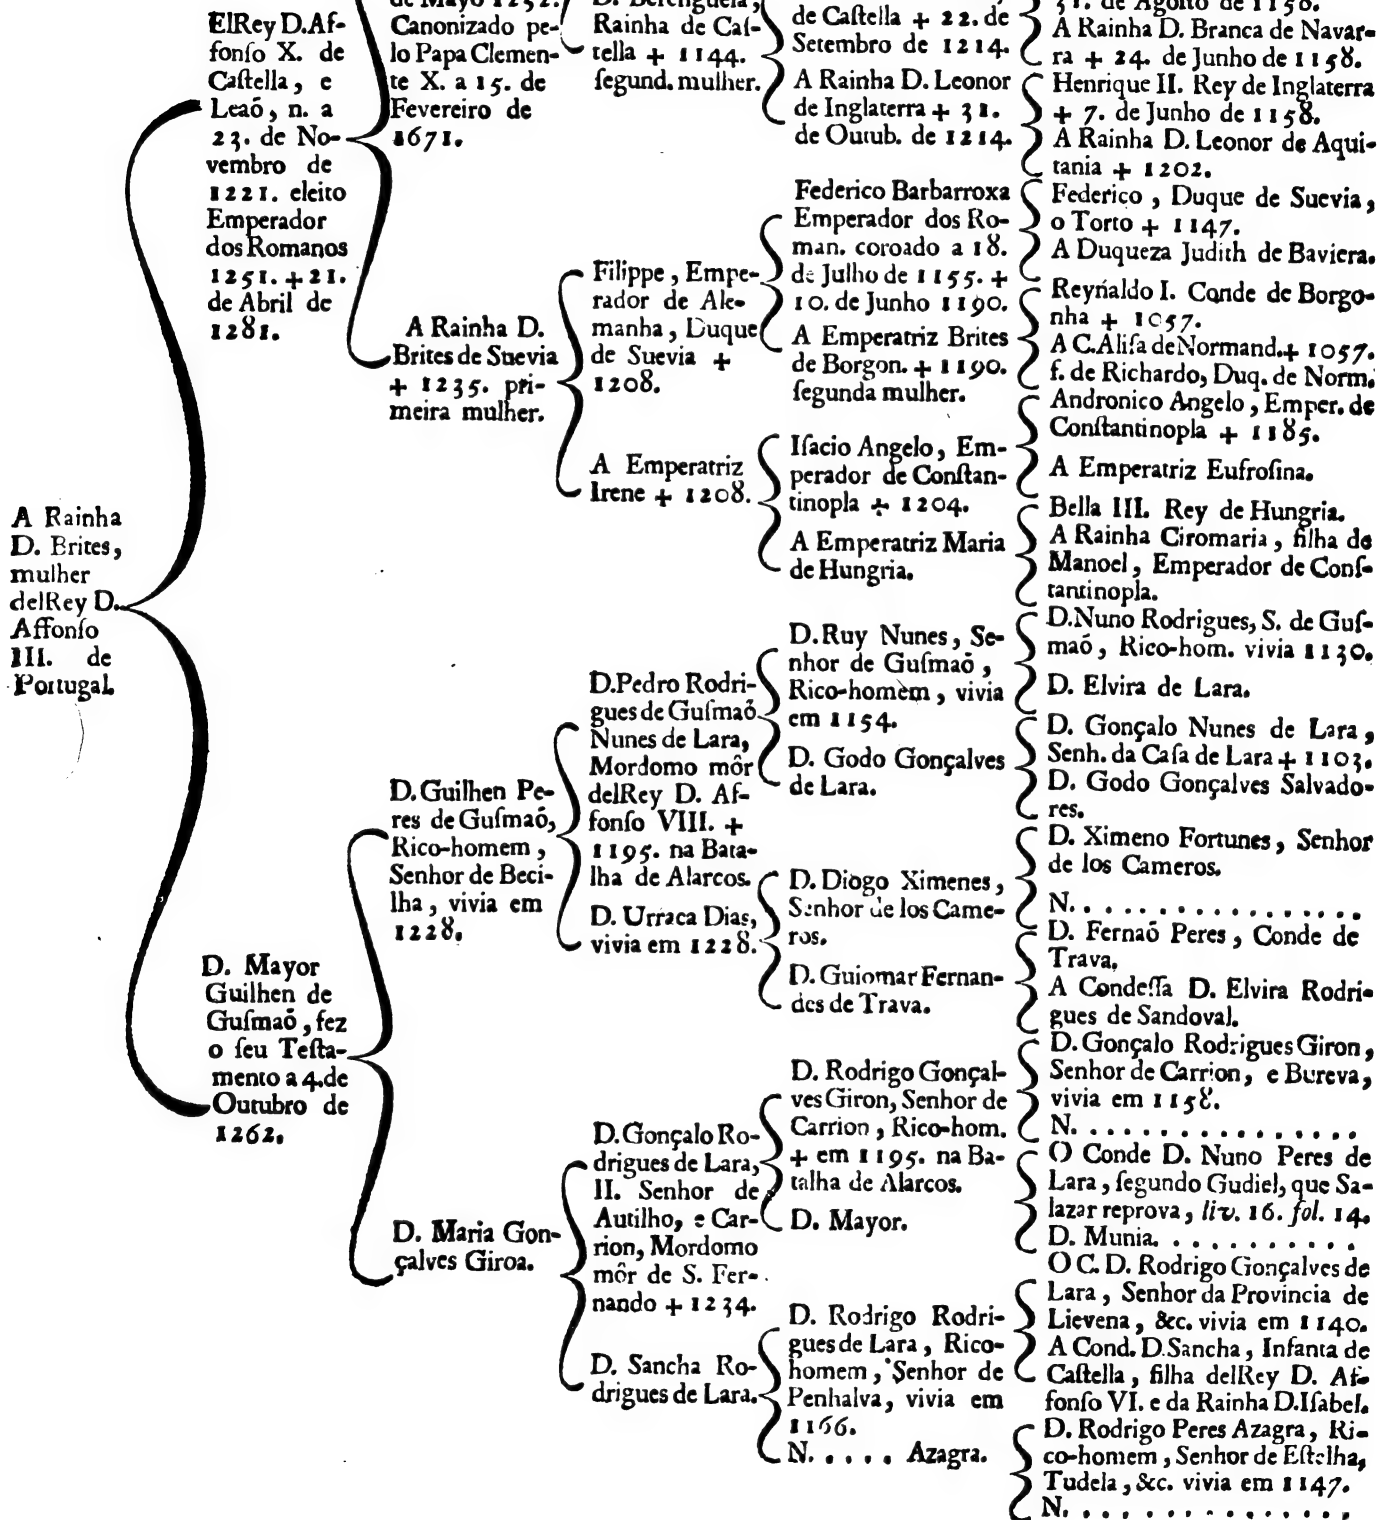 A Rainha
D. Brites,
mulher
delRey D.
Affonſo
III. de
Portugal.
ElRey D.Af-
fonſo X. de
Caſtella, e
Leaõ, n. a
23. de No-
vembro de
1221. eleito
Emperador
dos Romanos
1251. + 21.
de Abril de
1281.
D. Mayor
Guilhen de
Guſmaõ, fez
o ſeu Teſta-
mento a 4. de
Outubro de
1262.
Canonizado pe-
lo Papa Clemen-
te X. a 15. de
Fevereiro de
1671.
A Rainha D.
Brites de Suevia
+ 1235. pri-
meira mulher.
D. Guilhen Pe-
res de Guſmaõ,
Rico-homem,
Senhor de Beci-
lha, vivia em
1228.
D. Maria Gon-
çalves Giroa.
D. Berenguela,
Rainha de Caſ-
tella + 1144.
ſegund. mulher.
Filippe, Empe-
rador de Ale-
manha, Duque
de Suevia +
1208.
A Emperatriz
Irene + 1208.
D.Pedro Rodri-
gues de Guſmaõ
Nunes de Lara,
Mordomo môr
delRey D. Af-
fonſo VIII. +
1195. na Bata-
lha de Alarcos.
D. Urraca Dias,
vivia em 1228.
D. Gonçalo Ro-
drigues de Lara,
II. Senhor de
Autilho, e Car-
rion, Mordomo
môr de S. Fer-
nando + 1234.
D. Sancha Ro-
drigues de Lara.
de Caſtella + 22. de
Setembro de 1214.
A Rainha D. Leonor
de Inglaterra + 31.
de Outub. de 1214.
Federico Barbarroxa
Emperador dos Ro-
man. coroado a 18.
de Julho de 1155. +
10. de Junho 1190.
A Emperatriz Brites
de Borgon. + 1190.
ſegunda mulher.
Iſacio Angelo, Em-
perador de Conſtan-
tinopla + 1204.
A Emperatriz Maria
de Hungria.
D.Ruy Nunes, Se-
nhor de Guſmaõ,
Rico-homem, vivia
em 1154.
D. Godo Gonçalves
de Lara.
D. Diogo Ximenes,
Senhor de los Came-
ros.
D. Guiomar Fernan-
des de Trava.
D. Rodrigo Gonçal-
ves Giron, Senhor de
Carrion, Rico-hom.
+ em 1195. na Ba-
talha de Alarcos.
D. Mayor.
D. Rodrigo Rodri-
gues de Lara, Rico-
homem, Senhor de
Penhalva, vivia em
1166.
N. . . . . Azagra.
31. de Agoſto de 1158.
A Rainha D. Branca de Navar-
ra + 24. de Junho de 1158.
Henrique II. Rey de Inglaterra
+ 7. de Junho de 1158.
A Rainha D. Leonor de Aqui-
tania + 1202.
Federico, Duque de Suevia,
o Torto + 1147.
A Duqueza Judith de Baviera.
Reynaldo I. Conde de Borgo-
nha + 1057.
A C. Aliſa de Normand. + 1057.
f. de Richardo, Duq. de Norm.
Andronico Angelo, Emper. de
Conſtantinopla + 1185.
A Emperatriz Eufroſina.
Bella III. Rey de Hungria.
A Rainha Ciromaria, filha de
Manoel, Emperador de Conſ-
tantinopla.
D.Nuno Rodrigues, S. de Guſ-
maõ, Rico-hom. vivia 1130.
D. Elvira de Lara.
D. Gonçalo Nunes de Lara,
Senh. da Caſa de Lara + 1103.
D. Godo Gonçalves Salvado-
res.
D. Ximeno Fortunes, Senhor
de los Cameros.
N. . . . . . . . . . . . . . . .
D. Fernaõ Peres, Conde de
Trava.
A Condeſſa D. Elvira Rodri-
gues de Sandoval.
D. Gonçalo Rodrigues Giron,
Senhor de Carrion, e Bureva,
vivia em 1158.
N. . . . . . . . . . . . . . . .
O Conde D. Nuno Peres de
Lara, ſegundo Gudiel, que Sa-
lazar reprova, liv. 16. fol. 14.
D. Munia. . . . . . . . . . .
O C. D. Rodrigo Gonçalves de
Lara, Senhor da Provincia de
Lievena, &c. vivia em 1140.
A Cond. D.Sancha, Infanta de
Caſtella, filha delRey D. Af-
fonſo VI. e da Rainha D.Iſabel.
D. Rodrigo Peres Azagra, Ri-
co-homem, Senhor de Eſtelha,
Tudela, &c. vivia em 1147.
N. . . . . . . . . . . . . . . .